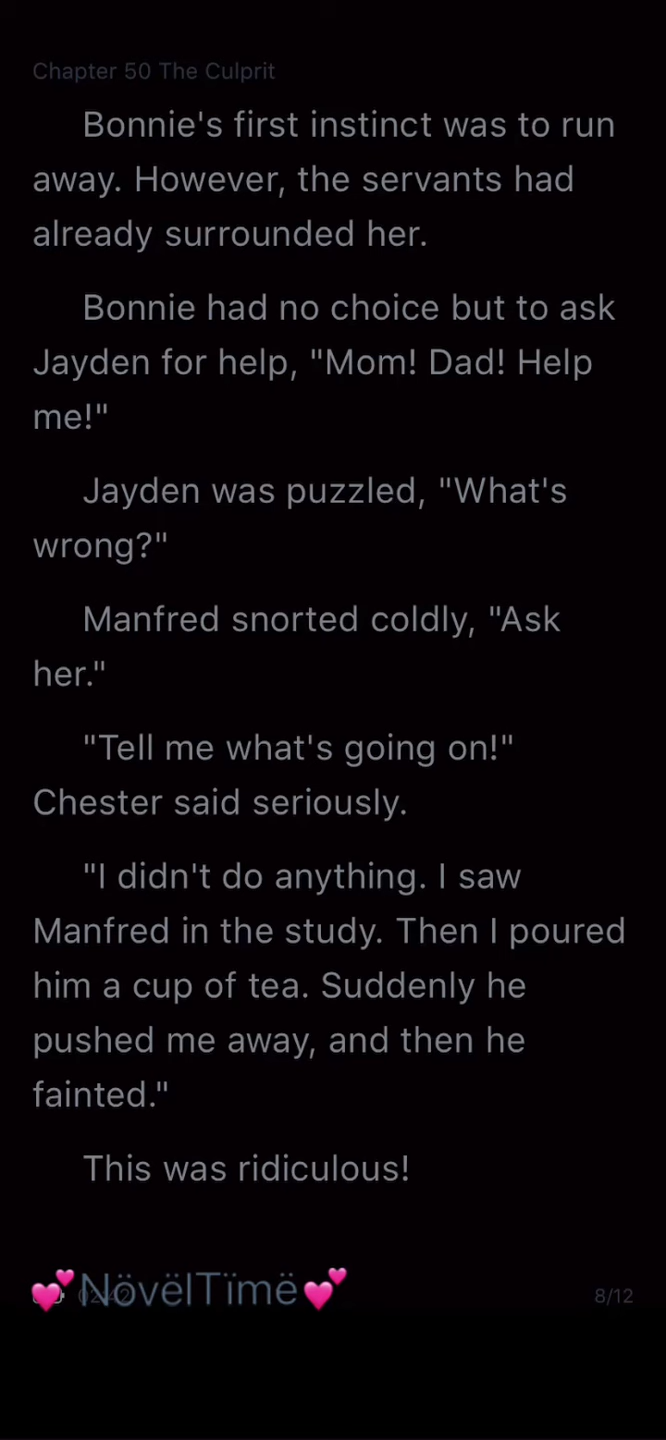 Chapter 50 The Culprit
Bonnie's first instinct was to run
away. However, the servants had
already surrounded her.
Bonnie had no choice but to ask
Jayden for help, "Mom! Dad! Help
me!"
Jayden was puzzled, "What's
wrong?"
Manfred snorted coldly, "Ask
her."
"Tell me what's going on!"
Chester said seriously.
"I didn't do anything. I saw
Manfred in the study. Then I poured
him a cup of tea. Suddenly he
pushed me away, and then he
fainted."
This was ridiculous!
💕NövëlTïmë💕
8/12